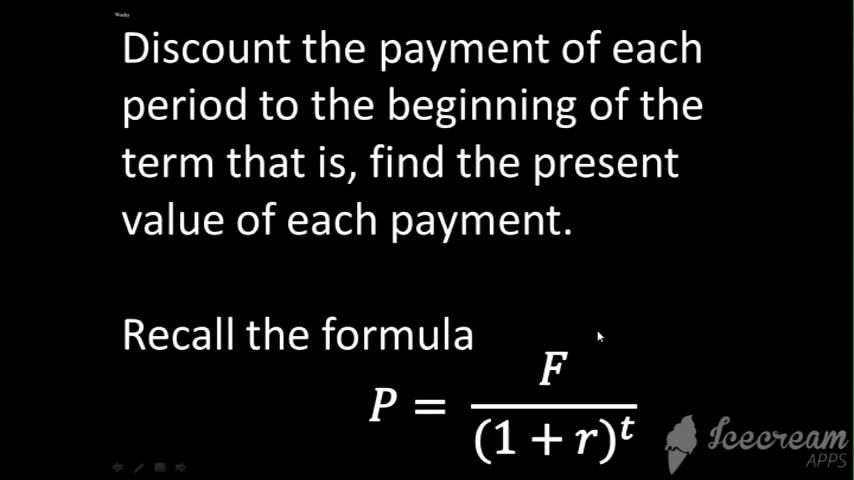 Discount the payment of each
period to the beginning of the
term that is, find the present
value of each payment.
Recall the formula
P = F / (1 + r)^t
Icecream
APPS